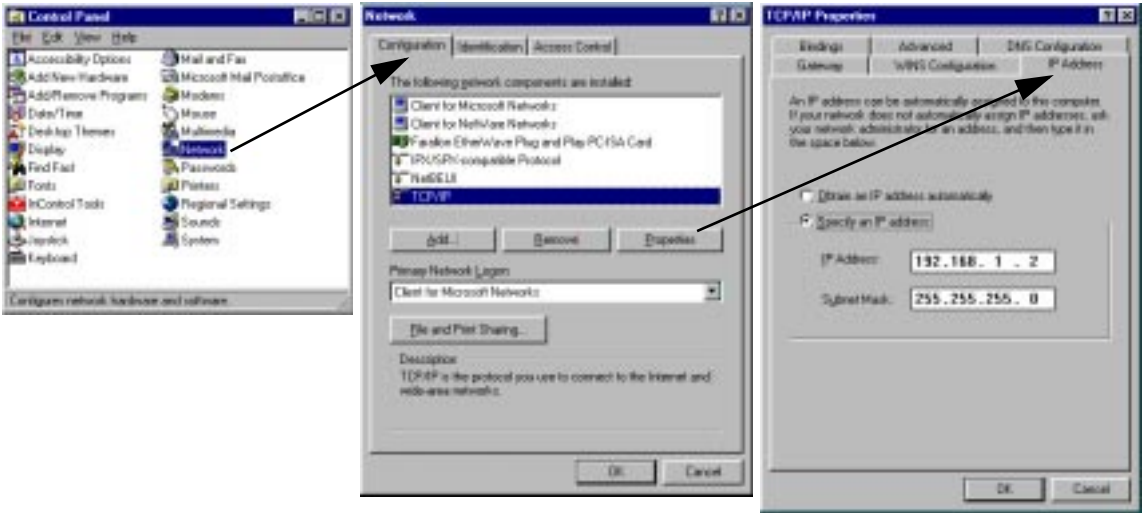 Control Panel
File Edit View Help
Accessibility Options
Add New Hardware
Add/Remove Programs
Date/Time
Desktop Themes
Display
Find Fast
Fonts
InControl Tools
Internet
Joystick
Keyboard
Mail and Fax
Microsoft Mail Postoffice
Modems
Mouse
Multimedia
Network
Passwords
Printers
Regional Settings
Sounds
System
Configures network hardware and software.
Network
Configuration Identification Access Control
The following network components are installed:
Client for Microsoft Networks
Client for NetWare Networks
Farallon EtherWave Plug and Play PC-ISA Card
IPX/SPX-compatible Protocol
NetBEUI
TCP/IP
Add... Remove Properties
Primary Network Logon:
Client for Microsoft Networks
File and Print Sharing...
Description
TCP/IP is the protocol you use to connect to the Internet and
wide-area networks.
OK Cancel
TCP/IP Properties
Bindings Advanced DNS Configuration
Gateway WINS Configuration IP Address
An IP address can be automatically assigned to this computer.
If your network does not automatically assign IP addresses, ask
your network administrator for an address, and then type it in
the space below.
Obtain an IP address automatically
Specify an IP address:
IP Address: 192.168. 1 . 2
Subnet Mask: 255.255.255. 0
OK Cancel